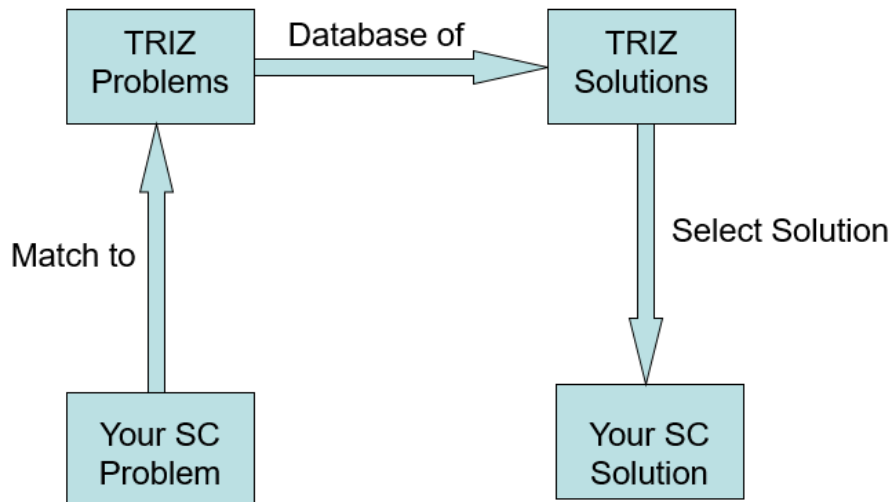 TRIZ
Problems
Database of
TRIZ
Solutions
Match to
Select Solution
Your SC
Problem
Your SC
Solution